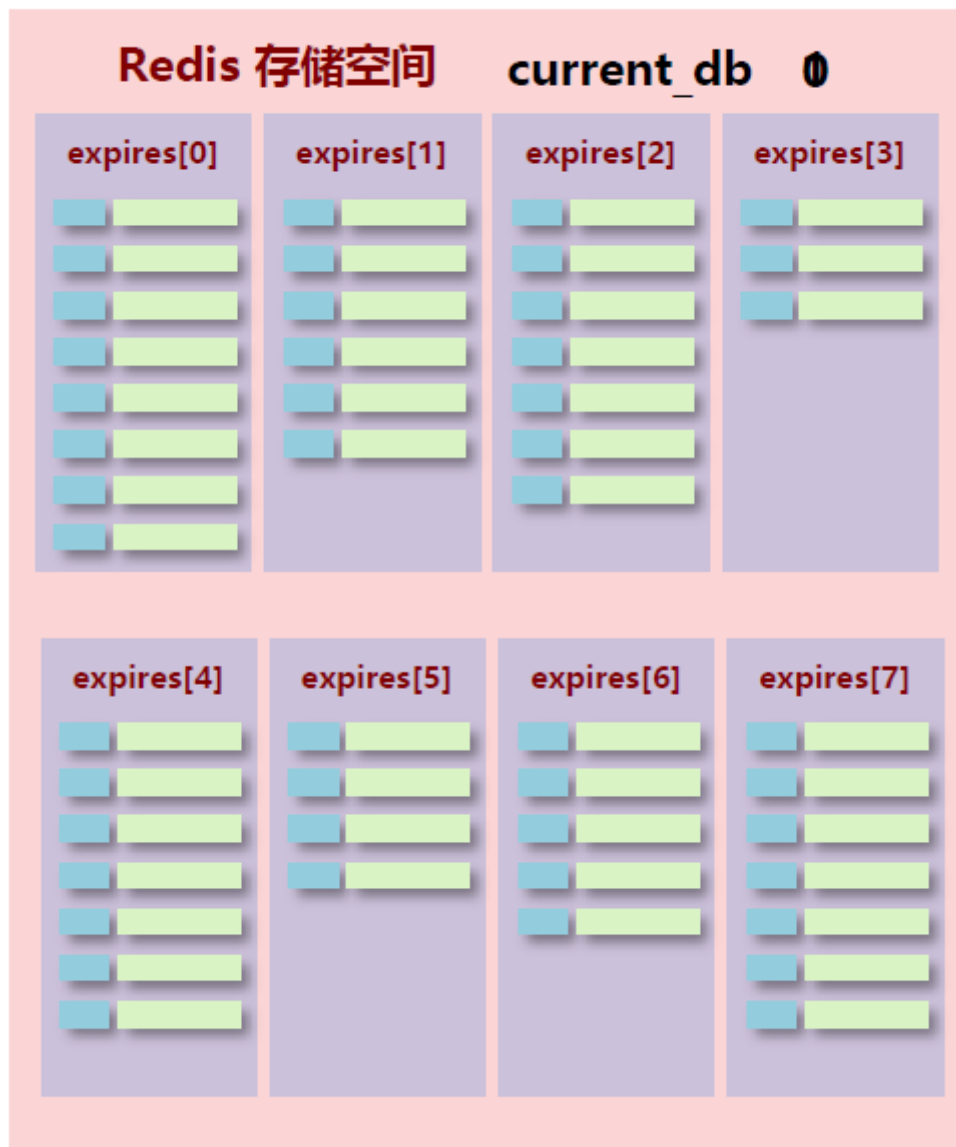 Redis 存储空间 current_db
expires[0] expires[1] expires[2] expires[3]
expires[4] expires[5] expires[6] expires[7]